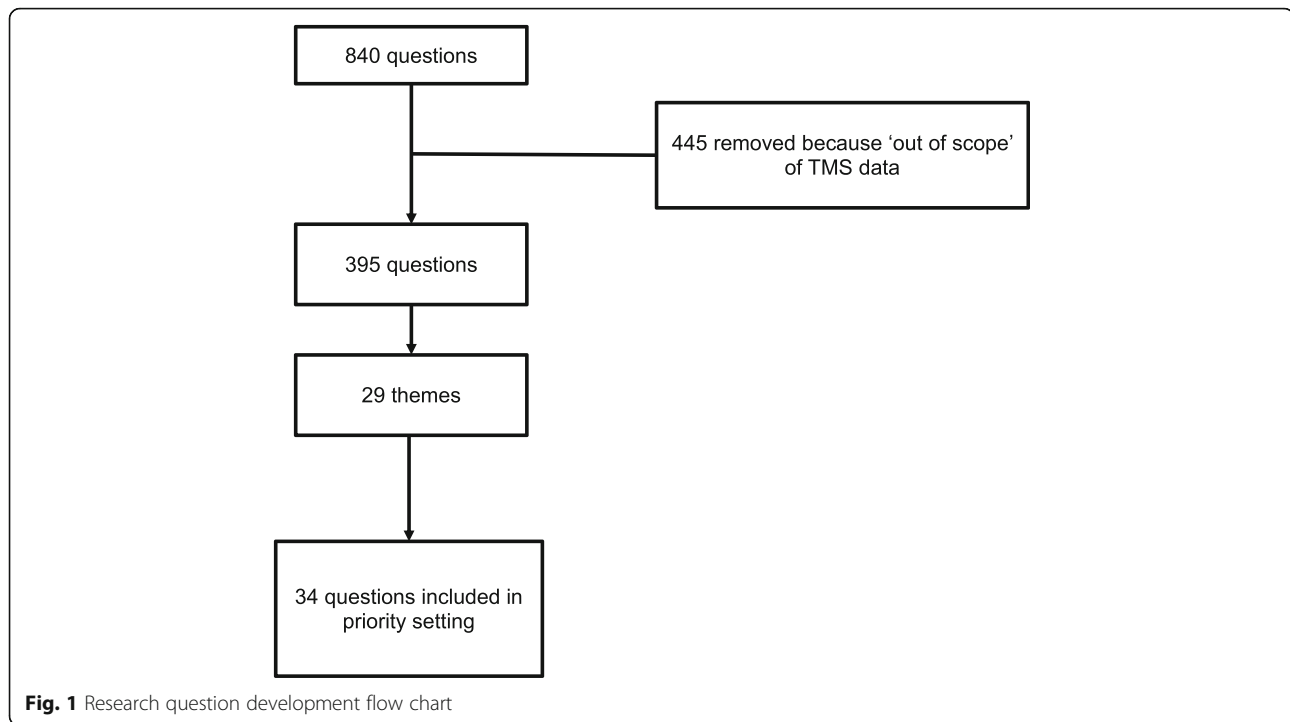 840 questions
445 removed because ‘out of scope’
of TMS data
395 questions
29 themes
34 questions included in
priority setting
Fig. 1 Research question development flow chart